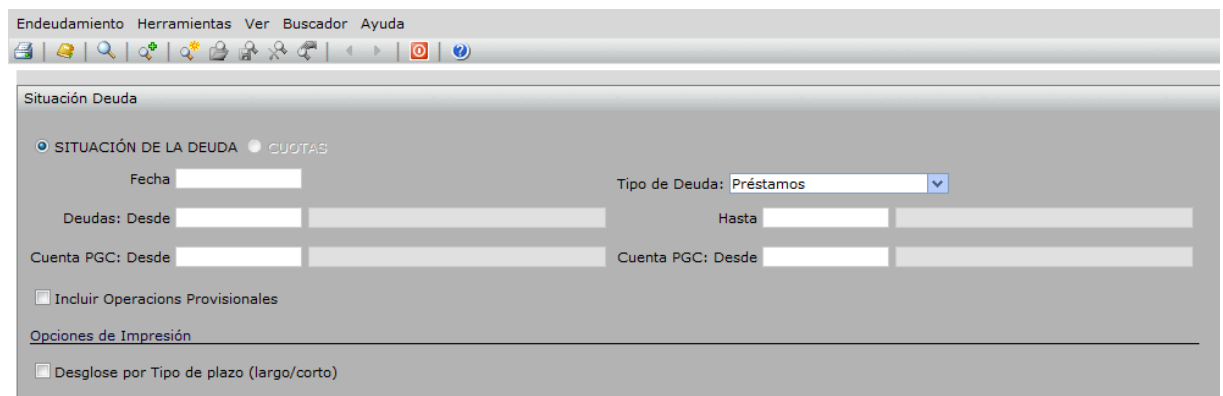 Endeudamiento Herramientas Ver Buscador Ayuda
Situación Deuda
SITUACIÓN DE LA DEUDA CUOTAS
Fecha Tipo de Deuda: Préstamos
Deudas: Desde Hasta
Cuenta PGC: Desde Cuenta PGC: Desde
Incluir Operacions Provisionales
Opciones de Impresión
Desglose por Tipo de plazo (largo/corto)